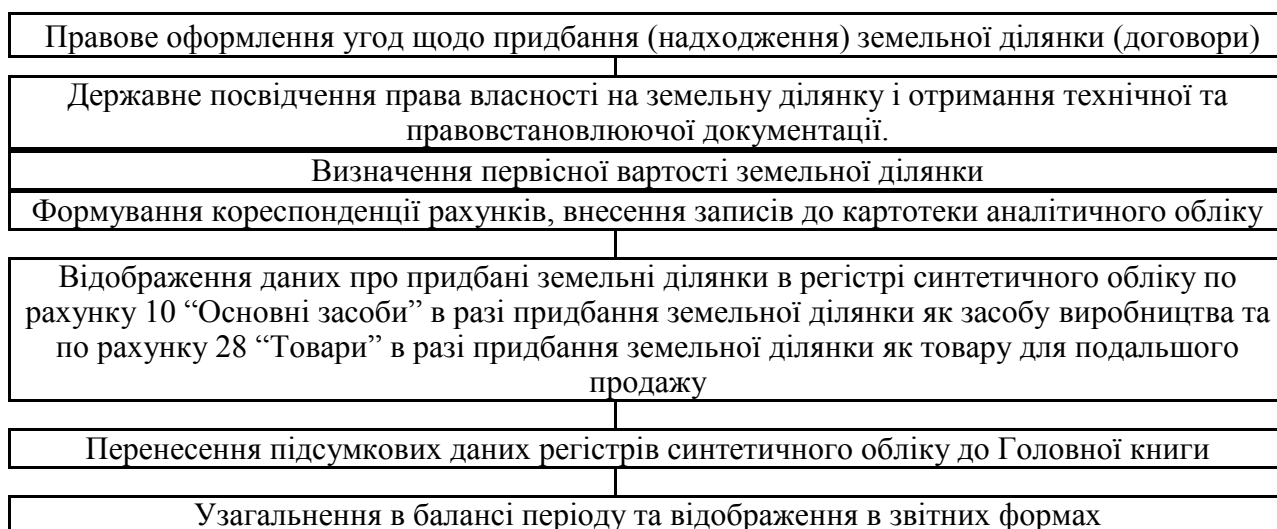 Правове оформлення угод щодо придбання (надходження) земельної ділянки (договори)
Державне посвідчення права власності на земельну ділянку і отримання технічної та
правовстановлюючої документації.
Визначення первісної вартості земельної ділянки
Формування кореспонденції рахунків, внесення записів до картотеки аналітичного обліку
Відображення даних про придбані земельні ділянки в регістрі синтетичного обліку по
рахунку 10 “Основні засоби” в разі придбання земельної ділянки як засобу виробництва та
по рахунку 28 “Товари” в разі придбання земельної ділянки як товару для подальшого
продажу
Перенесення підсумкових даних регістрів синтетичного обліку до Головної книги
Узагальнення в балансі періоду та відображення в звітних формах